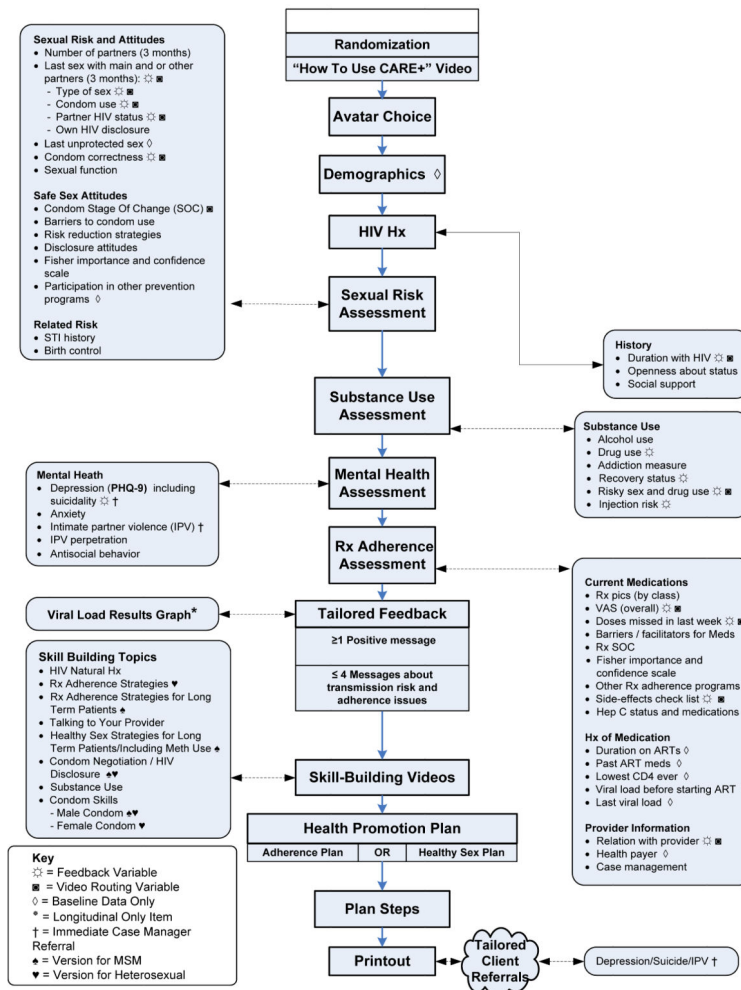 Sexual Risk and Attitudes
• Number of partners (3 months)
• Last sex with main and or other
partners (3 months): ☼ ◙
- Type of sex ☼ ◙
- Condom use ☼ ◙
- Partner HIV status ☼ ◙
- Own HIV disclosure
• Last unprotected sex ◊
• Condom correctness ☼ ◙
• Sexual function
Safe Sex Attitudes
• Condom Stage Of Change (SOC) ◙
• Barriers to condom use
• Risk reduction strategies
• Disclosure attitudes
• Fisher importance and confidence
scale
• Participation in other prevention
programs ◊
Related Risk
• STI history
• Birth control
Randomization
“How To Use CARE+” Video
Avatar Choice
Demographics ◊
HIV Hx
Sexual Risk
Assessment
History
• Duration with HIV ☼ ◙
• Openness about status
• Social support
Substance Use
Assessment
Substance Use
• Alcohol use
• Drug use ☼
• Addiction measure
• Recovery status ☼
• Risky sex and drug use ☼ ◙
• Injection risk ☼
Mental Heath
• Depression (PHQ-9) including
suicidality ☼ †
• Anxiety
• Intimate partner violence (IPV) †
• IPV perpetration
• Antisocial behavior
Mental Health
Assessment
Rx Adherence
Assessment
Current Medications
• Rx pics (by class)
• VAS (overall) ☼ ◙
• Doses missed in last week ☼ ◙
• Barriers / facilitators for Meds
• Rx SOC
• Fisher importance and
confidence scale
• Other Rx adherence programs
• Side-effects check list ☼ ◙
• Hep C status and medications
Hx of Medication
• Duration on ARTs ◊
• Past ART meds ◊
• Lowest CD4 ever ◊
• Viral load before starting ART
• Last viral load ◊
Provider Information
• Relation with provider ☼ ◙
• Health payer ◊
• Case management
Viral Load Results Graph*
Tailored Feedback
≥1 Positive message
≤ 4 Messages about
transmission risk and
adherence issues
Skill Building Topics
• HIV Natural Hx
• Rx Adherence Strategies ♥
• Rx Adherence Strategies for Long
Term Patients ♠
• Talking to Your Provider
• Healthy Sex Strategies for Long
Term Patients/Including Meth Use ♠
• Condom Negotiation / HIV
Disclosure ♠♥
• Substance Use
• Condom Skills
- Male Condom ♠♥
- Female Condom ♥
Skill-Building Videos
Health Promotion Plan
Adherence Plan OR Healthy Sex Plan
Plan Steps
Printout
Tailored
Client
Referrals
Depression/Suicide/IPV †
Key
☼ = Feedback Variable
◙ = Video Routing Variable
◊ = Baseline Data Only
* = Longitudinal Only Item
† = Immediate Case Manager
Referral
♠ = Version for MSM
♥ = Version for Heterosexual